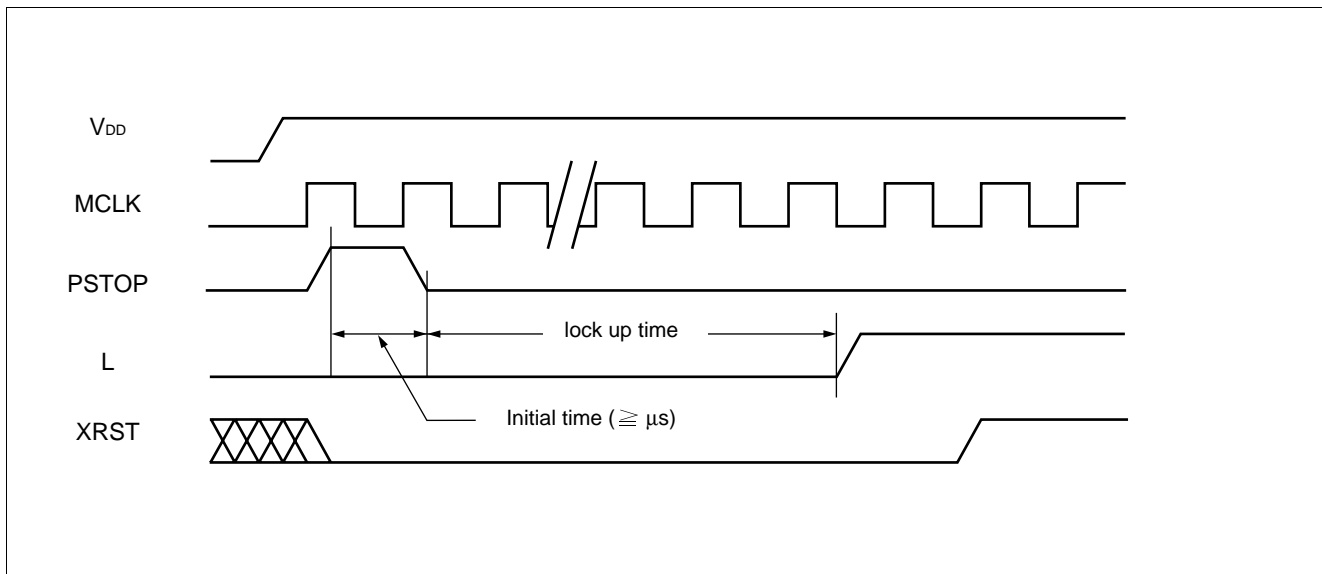 VDD
MCLK
PSTOP
lock up time
L
Initial time (≧ μs)
XRST